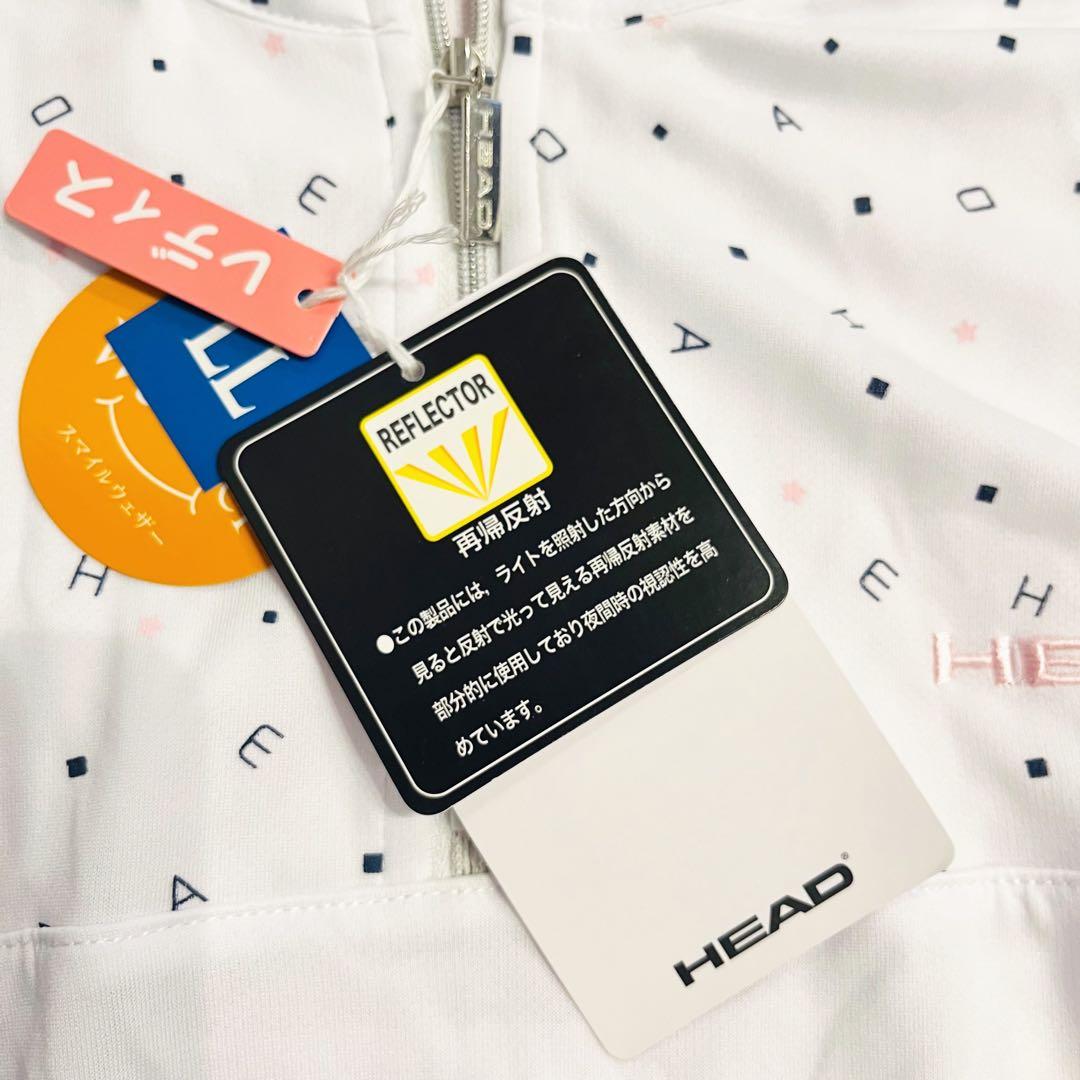 HEAD
レディス
LL
スマイルウェザー
REFLECTOR
再帰反射
●この製品には、ライトを照射した方向から
見ると反射で光って見える再帰反射素材を
部分的に使用しており夜間時の視認性を高
めています。
HEAD®